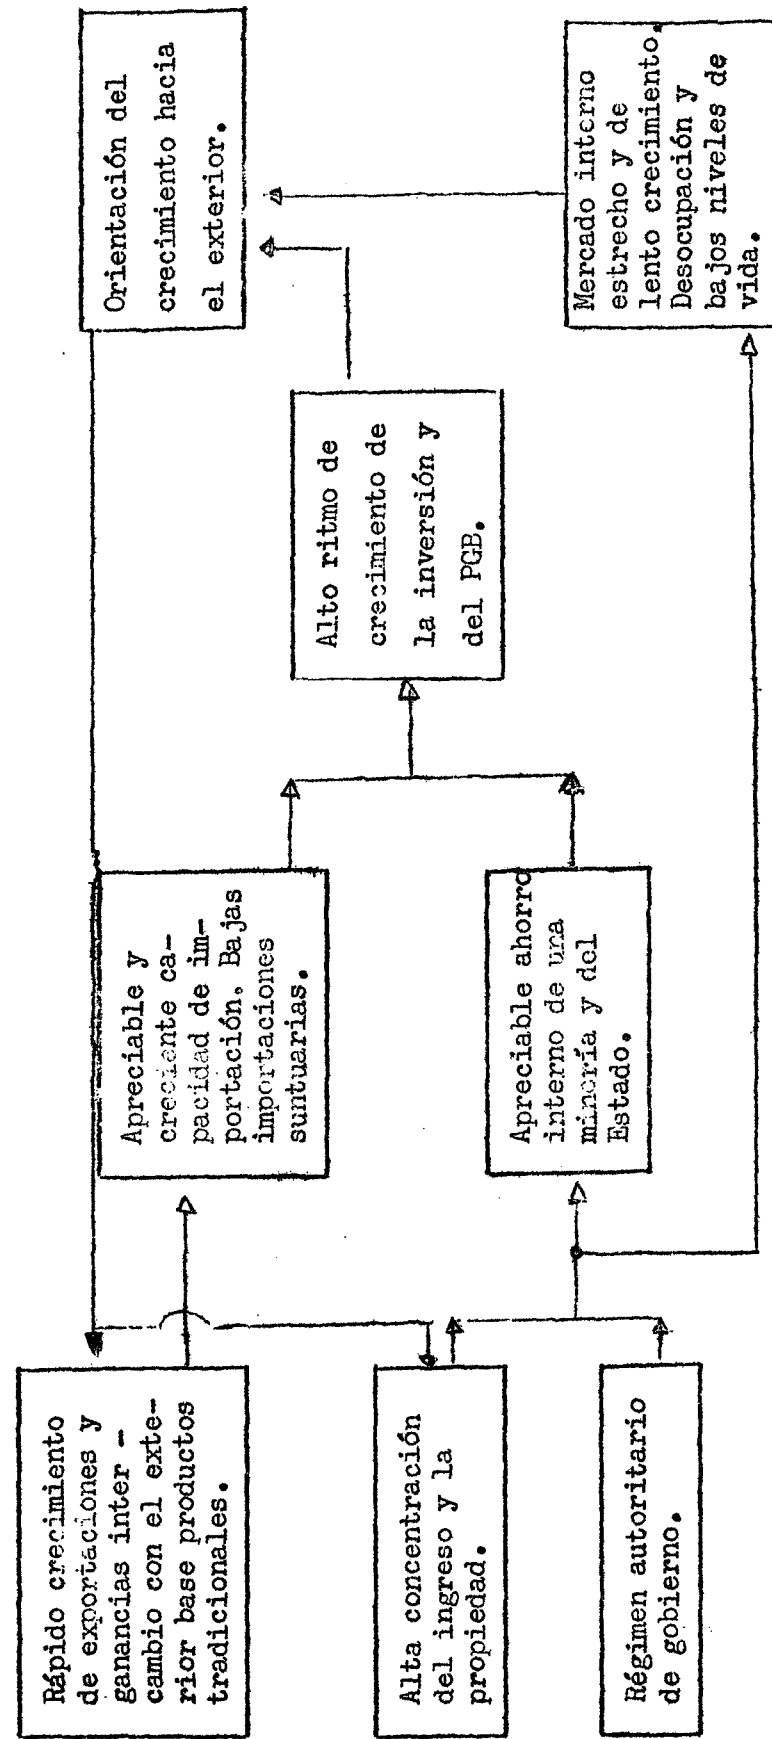 Rápido crecimiento
de exportaciones y
ganancias inter -
cambio con el exte-
rior base productos
tradicionales.
Alta concentración
del ingreso y la
propiedad.
Régimen autoritario
de gobierno.
Apreciable y
creciente ca-
pacidad de im-
portación. Bajas
importaciones
suntuarias.
Apreciable ahorro
interno de una
minoría y del
Estado.
Alto ritmo de
crecimiento de
la inversión y
del PGB.
Orientación del
crecimiento hacia
el exterior.
Mercado interno
estrecho y de
lento crecimiento.
Desocupación y
bajos niveles de
vida.